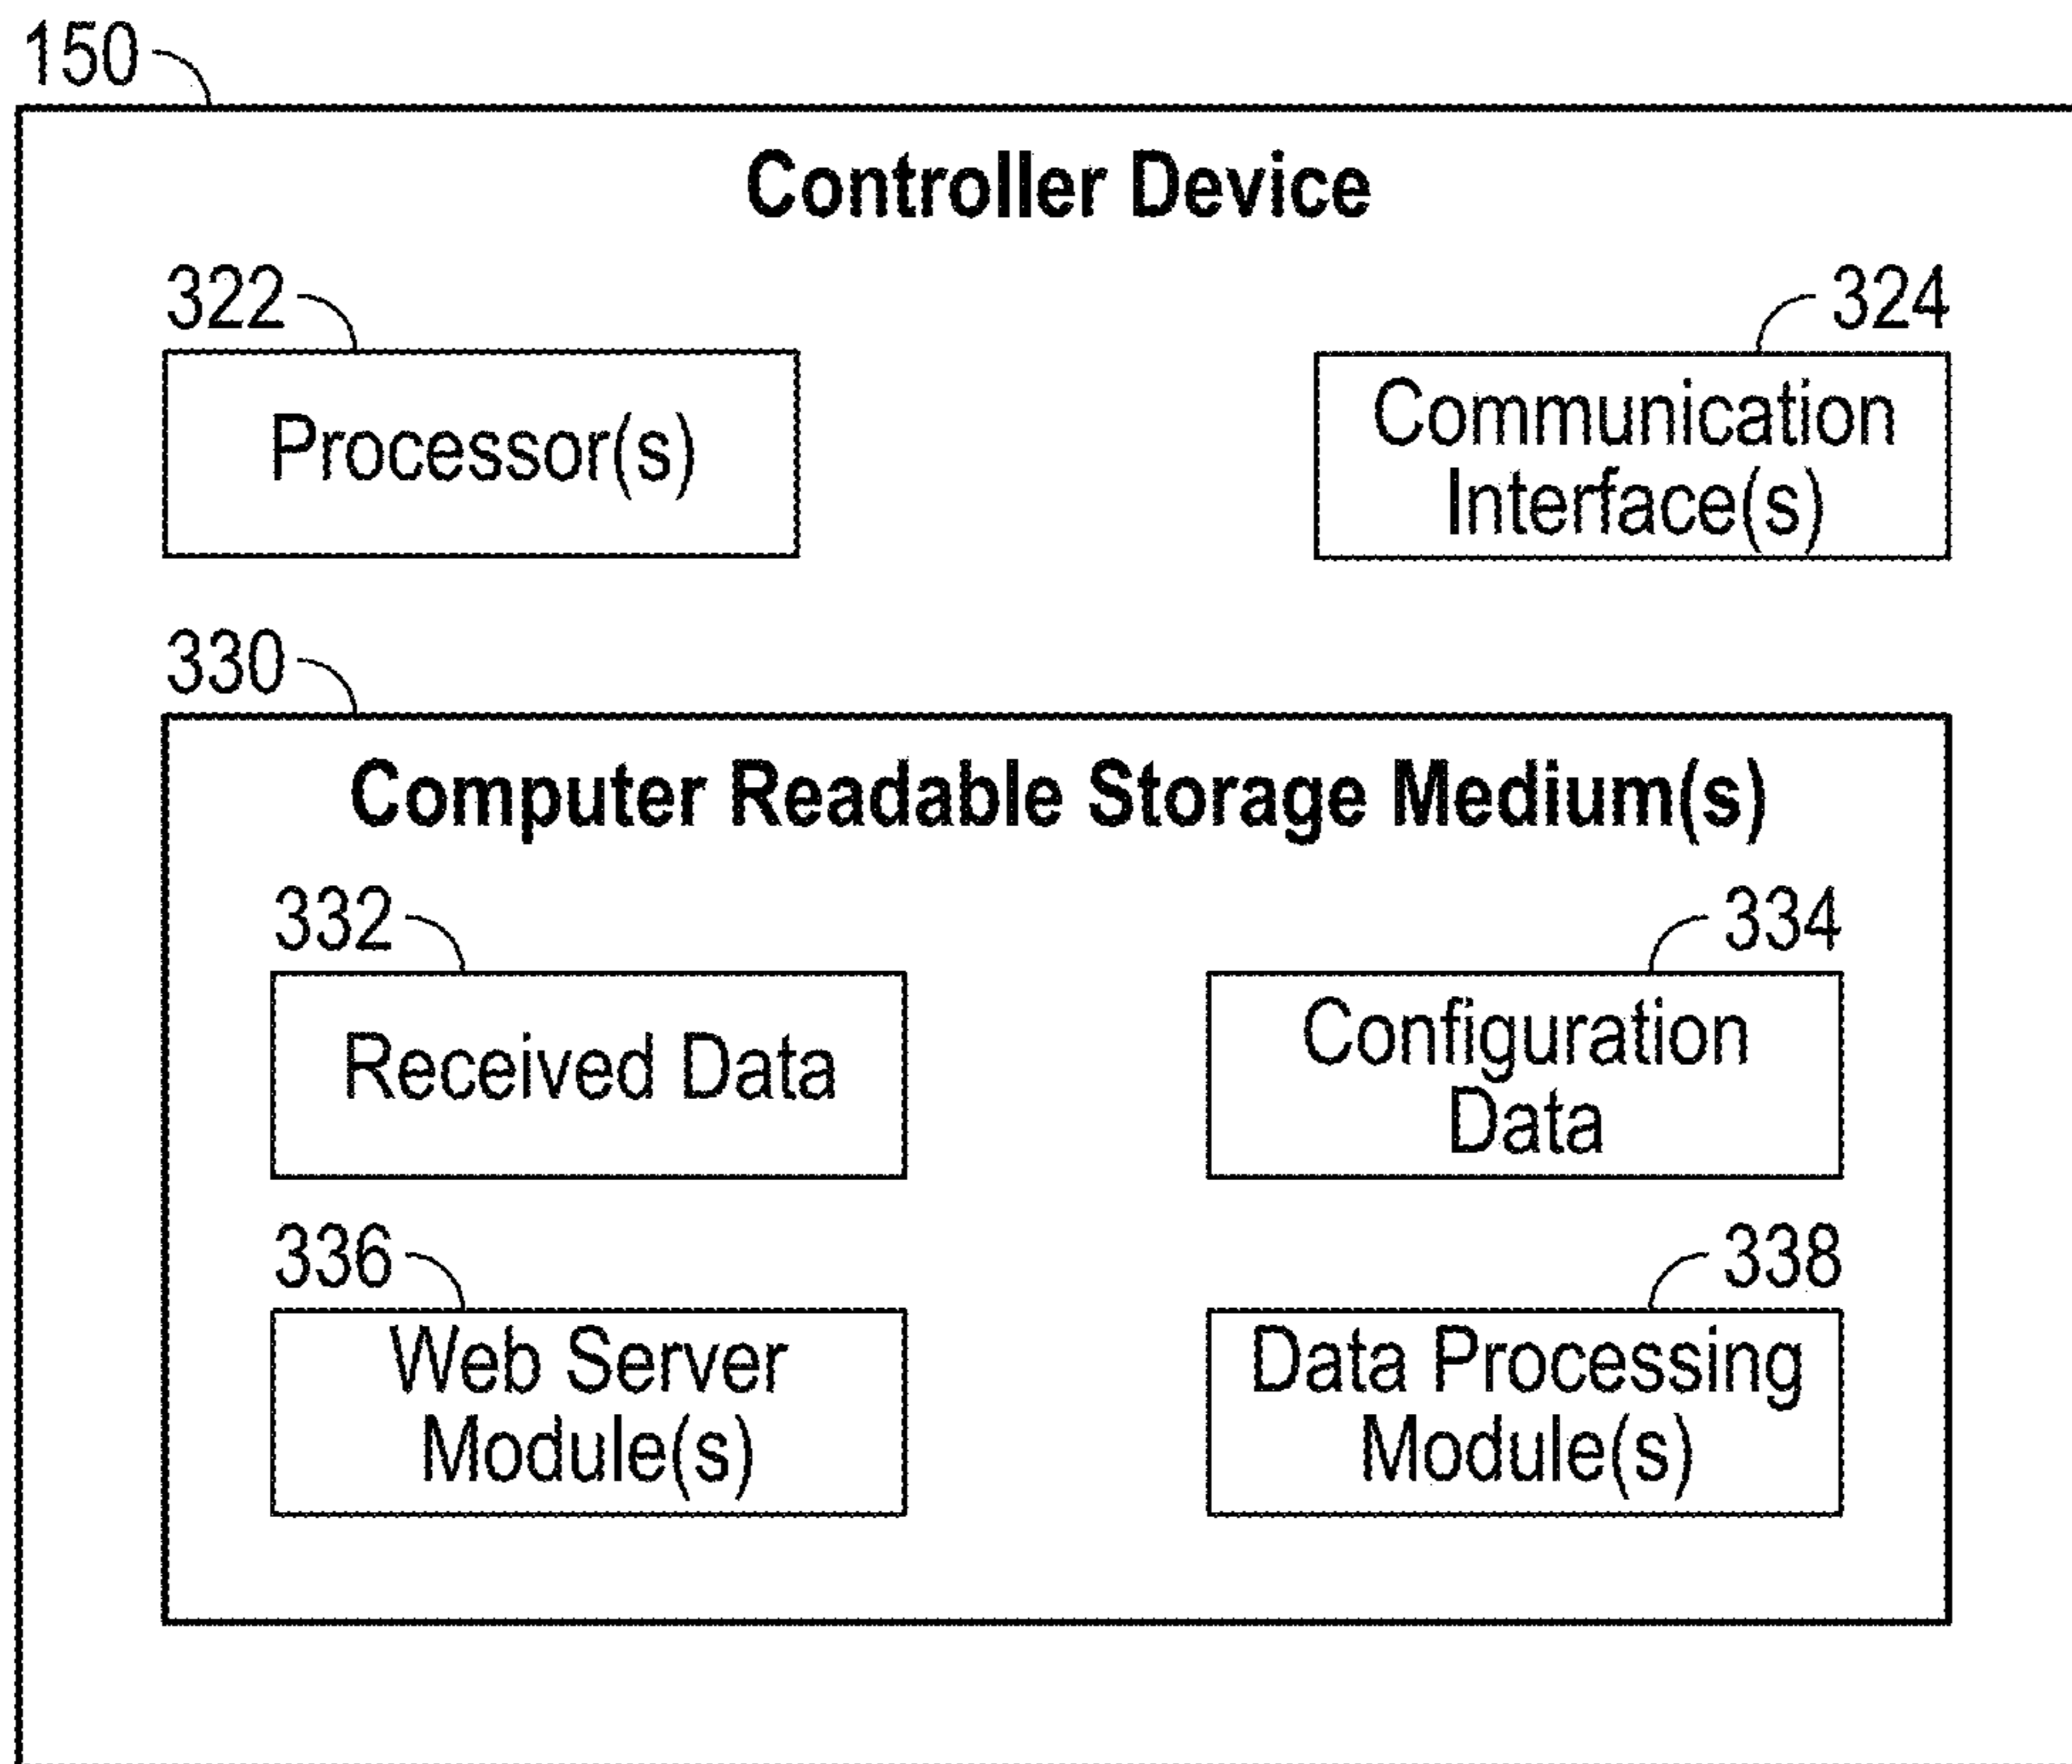 150
Controller Device
322
324
Processor(s)
Communication
Interface(s)
330
Computer Readable Storage Medium(s)
332
334
Received Data
Configuration
Data
336
338
Web Server
Module(s)
Data Processing
Module(s)